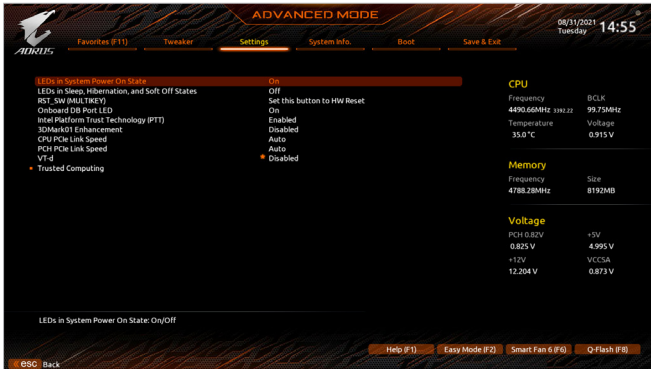 ADVANCED MODE
08/31/2021 14:55
Tuesday
AORUS
Favorites (F11) Tweaker Settings System Info. Boot Save & Exit
LEDs in System Power On State On
LEDs in Sleep, Hibernation, and Soft Off States Off
RST_SW (MULTIKEY) Set this button to HW Reset
Onboard DB Port LED On
Intel Platform Trust Technology (PTT) Enabled
3DMark01 Enhancement Disabled
CPU PCIe Link Speed Auto
PCH PCIe Link Speed Auto
VT-d Disabled
Trusted Computing
CPU
Frequency BCLK
4490.66MHz 3392.22 99.75MHz
Temperature Voltage
35.0 °C 0.915 V
Memory
Frequency Size
4788.28MHz 8192MB
Voltage
PCH 0.82V +5V
0.825 V 4.995 V
+12V VCCSA
12.204 V 0.873 V
LEDs in System Power On State: On/Off
Help (F1) Easy Mode (F2) Smart Fan 6 (F6) Q-Flash (F8)
esc Back